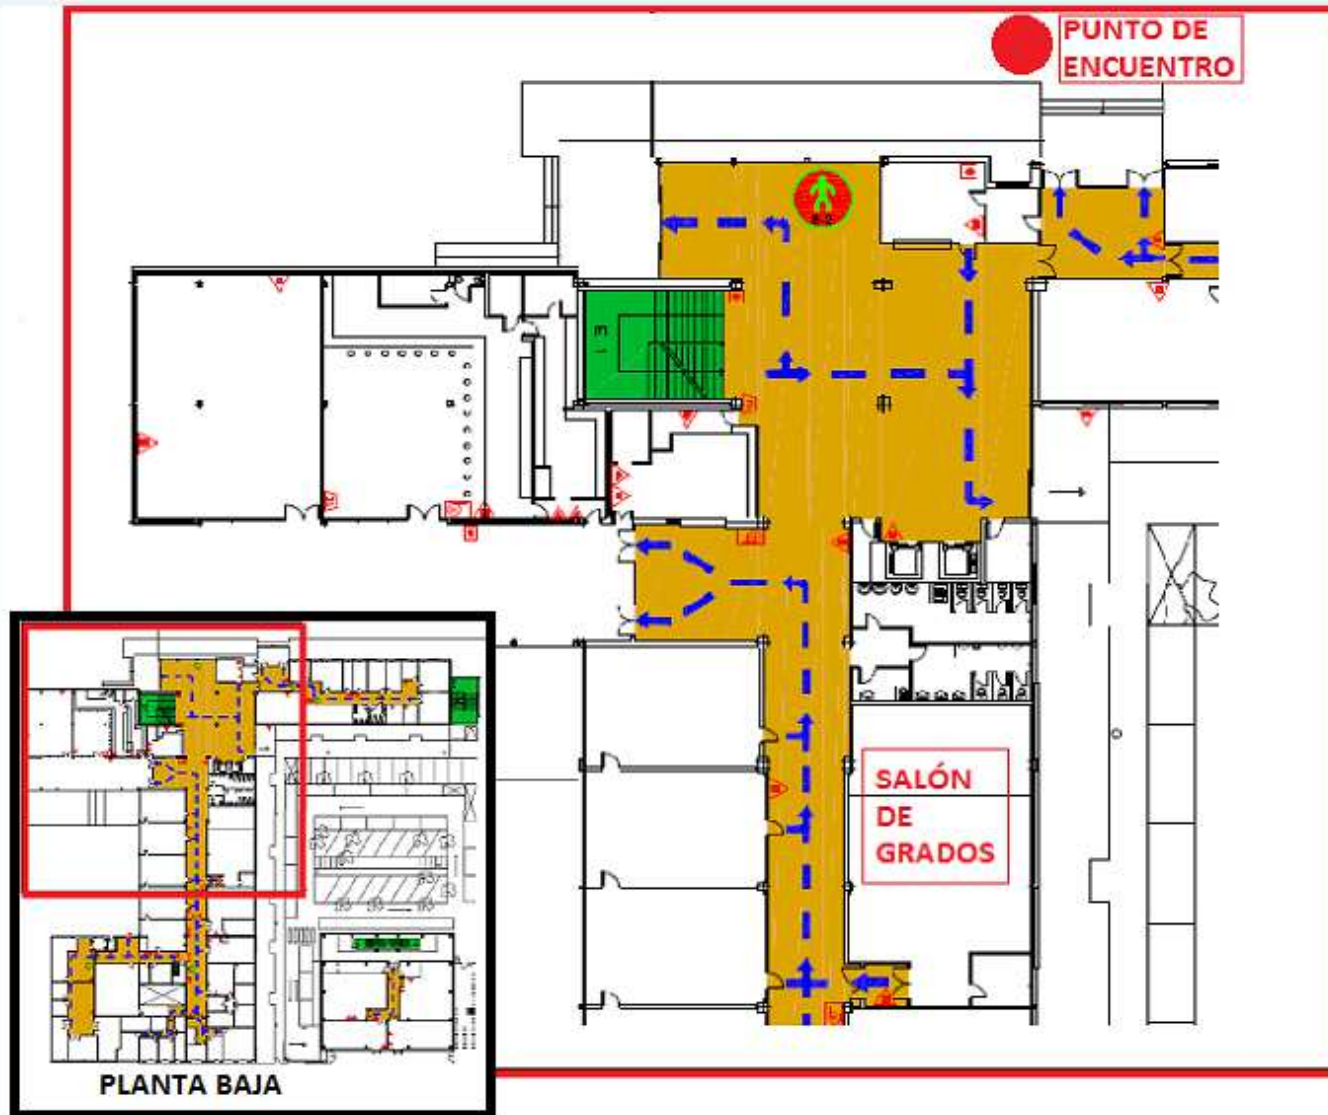 PUNTO DE
ENCUENTRO
SALÓN
DE
GRADOS
PLANTA BAJA